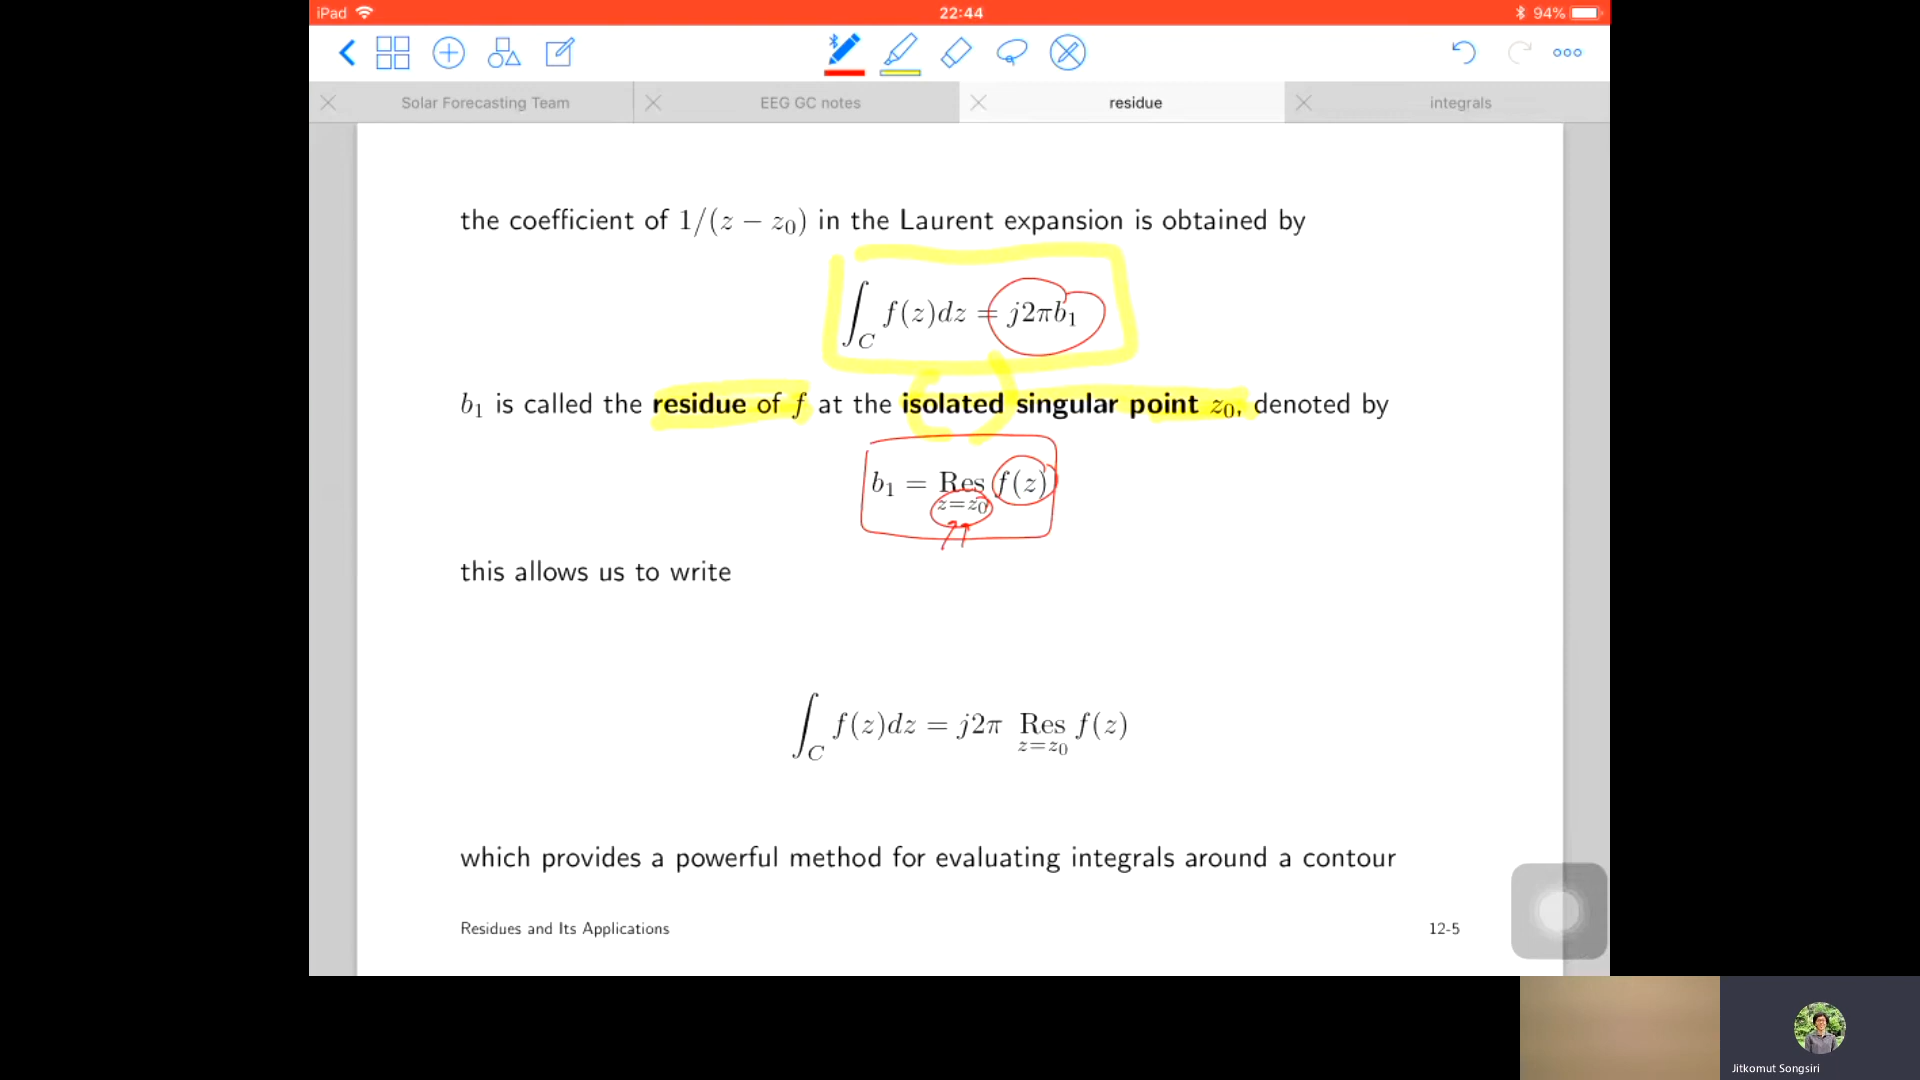 iPad 22:44 94%
Solar Forecasting Team EEG GC notes residue integrals
the coefficient of 1/(z − z₀) in the Laurent expansion is obtained by
∫_C f(z)dz = j2πb₁
b₁ is called the residue of f at the isolated singular point z₀, denoted by
b₁ = Res f(z)
z=z₀
this allows us to write
∫_C f(z)dz = j2π Res f(z)
z=z₀
which provides a powerful method for evaluating integrals around a contour
Residues and Its Applications 12-5
Jitkomut Songsiri